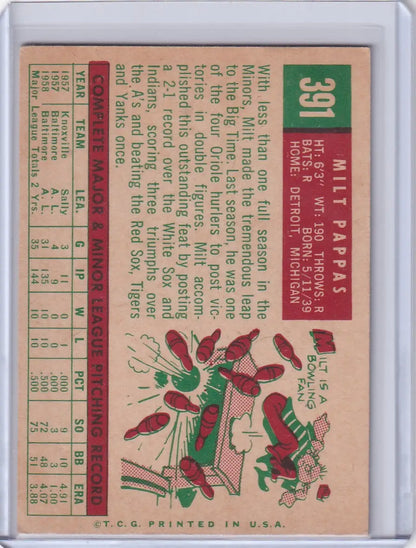 391
MILT PAPPAS
HT: 6'3" WT: 190 THROWS: R
BATS: R BORN: 5/11/39
HOME: DETROIT, MICHIGAN
With less than one full season in the
Minors, Milt made the tremendous leap
to the Big Time. Last season, he was one
of the four Oriole hurlers to post vic-
tories in double figures. Milt accom-
plished this outstanding feat by posting
a 2-1 record over the White Sox and
Indians, scoring three triumphs over
the A's and beating the Red Sox, Tigers
and Yanks once.
MILT IS A
BOWLING
FAN
COMPLETE MAJOR & MINOR LEAGUE PITCHING RECORD
YEAR TEAM LEA. G IP W L PCT SO BB ERA
1957 Knoxville Sally 3 11 0 1 .000 9 10 4.91
1957 Baltimore A. L. 4 9 0 0 .000 3 3 1.00
1958 Baltimore A. L. 31 135 10 10 .500 72 48 4.07
Major League Totals 2 Yrs. 35 144 10 10 .500 75 51 3.88
©T.C.G. PRINTED IN U.S.A.